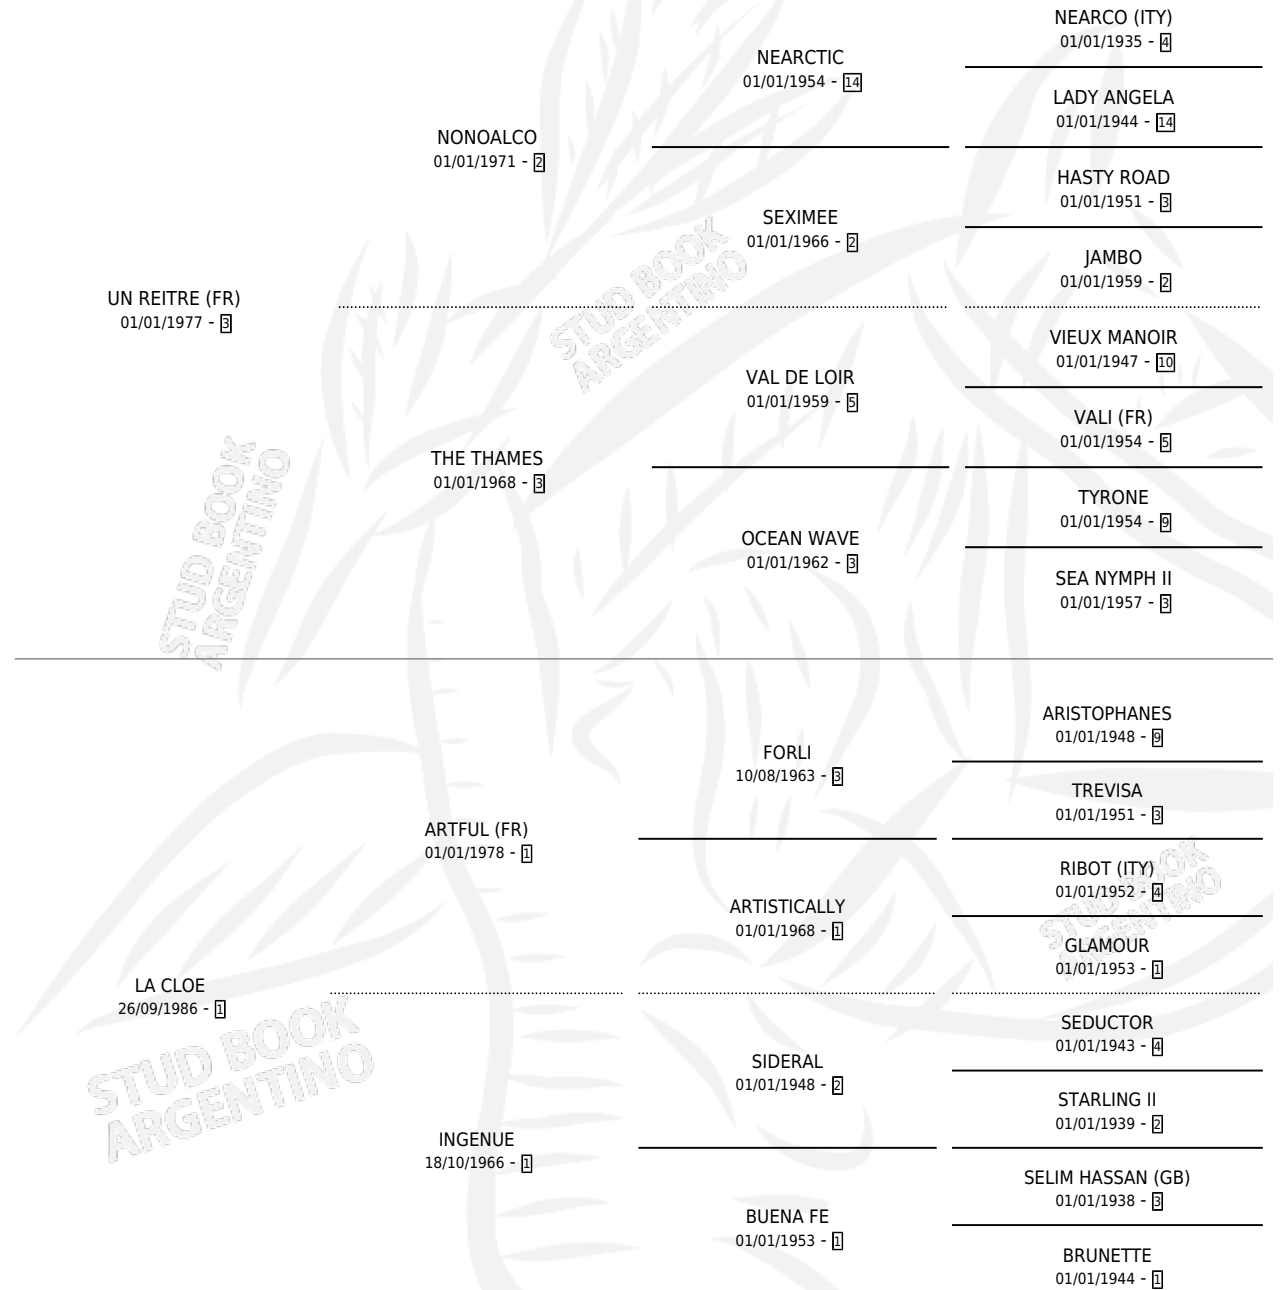 NEARCO (ITY)
01/01/1935 - 4
NEARCTIC
01/01/1954 - 14
LADY ANGELA
01/01/1944 - 14
NONOALCO
01/01/1971 - 2
HASTY ROAD
01/01/1951 - 3
SEXIMEE
01/01/1966 - 2
JAMBO
01/01/1959 - 2
UN REITRE (FR)
01/01/1977 - 3
VIEUX MANOIR
01/01/1947 - 10
VAL DE LOIR
01/01/1959 - 5
VALI (FR)
01/01/1954 - 5
THE THAMES
01/01/1968 - 3
TYRONE
01/01/1954 - 9
OCEAN WAVE
01/01/1962 - 3
SEA NYMPH II
01/01/1957 - 3
ARISTOPHANES
01/01/1948 - 9
FORLI
10/08/1963 - 3
TREVISA
01/01/1951 - 3
ARTFUL (FR)
01/01/1978 - 1
RIBOT (ITY)
01/01/1952 - 4
ARTISTICALLY
01/01/1968 - 1
GLAMOUR
01/01/1953 - 1
LA CLOE
26/09/1986 - 1
SEDUCTOR
01/01/1943 - 4
SIDERAL
01/01/1948 - 2
STARLING II
01/01/1939 - 2
INGENUE
18/10/1966 - 1
SELIM HASSAN (GB)
01/01/1938 - 3
BUENA FE
01/01/1953 - 1
BRUNETTE
01/01/1944 - 1
STUD BOOK
ARGENTINO
STUD BOOK
ARGENTINO
STUD BOOK
ARGENTINO
STUD BOOK
ARGENTINO